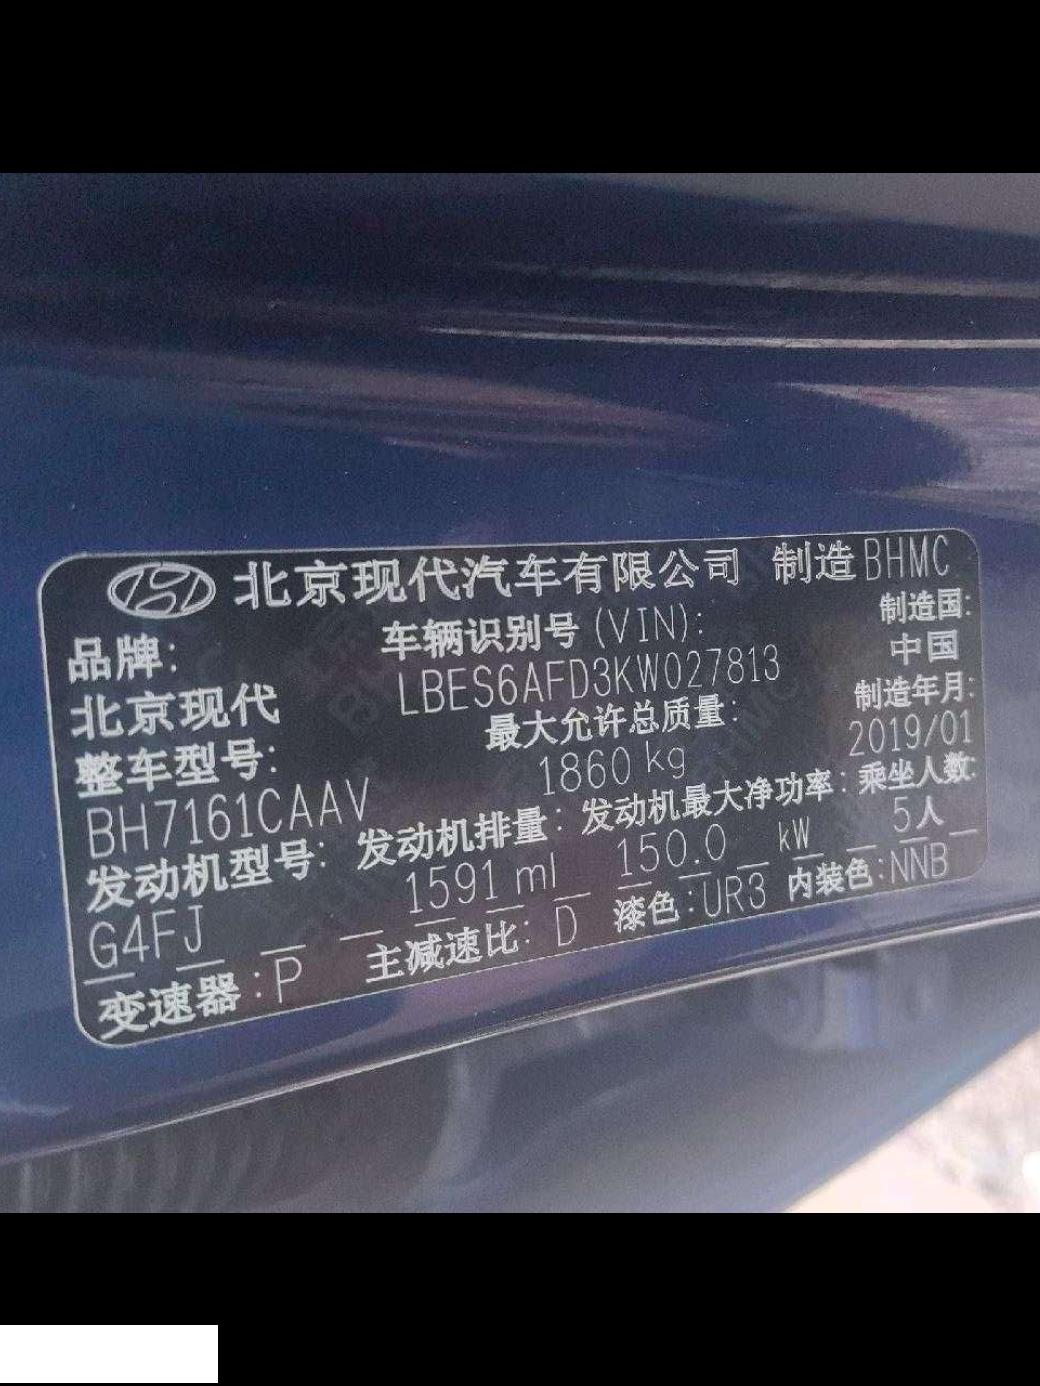 北京现代汽车有限公司 制造 BHMC
品牌: 车辆识别号 (VIN): 制造国:
北京现代 LBES6AFD3KW027813 中国
整车型号: 最大允许总质量: 制造年月:
BH7161CAAV 1860 kg 2019/01
发动机型号: 发动机排量: 发动机最大净功率: 乘坐人数:
G4FJ 1591 ml 150.0 kW 5人
变速器: P 主减速比: D 漆色: UR3 内装色: NNB